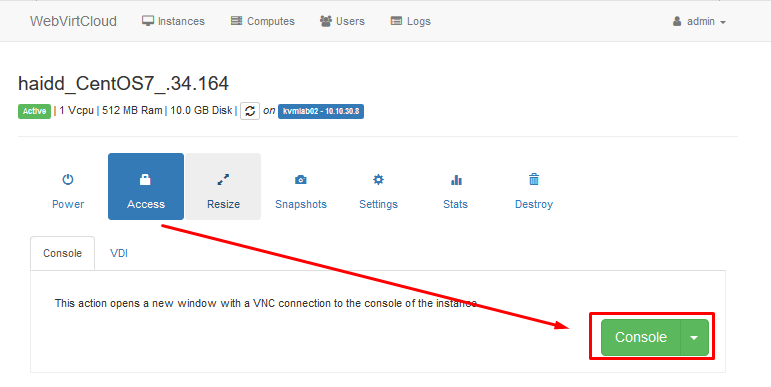 WebVirtCloud Instances Computes Users Logs admin
haidd_CentOS7_.34.164
Active | 1 Vcpu | 512 MB Ram | 10.0 GB Disk | on kvmlab02 - 10.10.30.8
Power Access Resize Snapshots Settings Stats Destroy
Console VDI
This action opens a new window with a VNC connection to the console of the instance.
Console